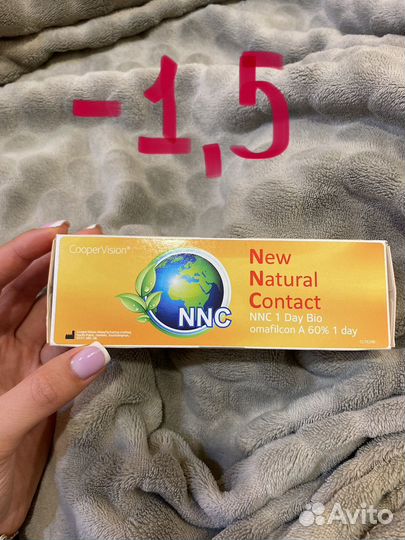 -1,5
CooperVision®
New
Natural
Contact
NNC 1 Day Bio
omafilcon A 60% 1 day
NNC
Avito